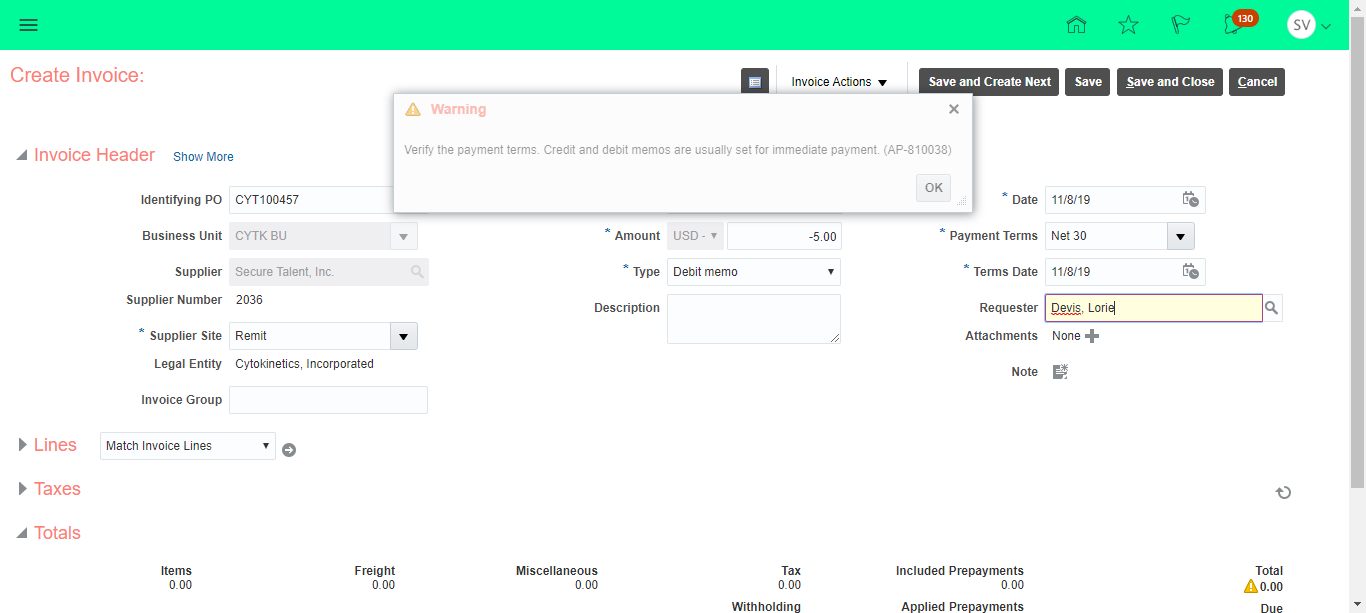 130
SV
Create Invoice:
Invoice Actions
Save and Create Next
Save
Save and Close
Cancel
Warning
Verify the payment terms. Credit and debit memos are usually set for immediate payment. (AP-810038)
OK
Invoice Header
Show More
Identifying PO CYT100457
Business Unit CYTK BU
Supplier Secure Talent, Inc.
Supplier Number 2036
* Supplier Site Remit
Legal Entity Cytokinetics, Incorporated
Invoice Group
* Amount USD - -5.00
* Type Debit memo
Description
* Date 11/8/19
* Payment Terms Net 30
* Terms Date 11/8/19
Requester Devis, Lorie
Attachments None
Note
Lines Match Invoice Lines
Taxes
Totals
Items Freight Miscellaneous Tax Included Prepayments Total
0.00 0.00 0.00 0.00 0.00 0.00
Withholding Applied Prepayments Due